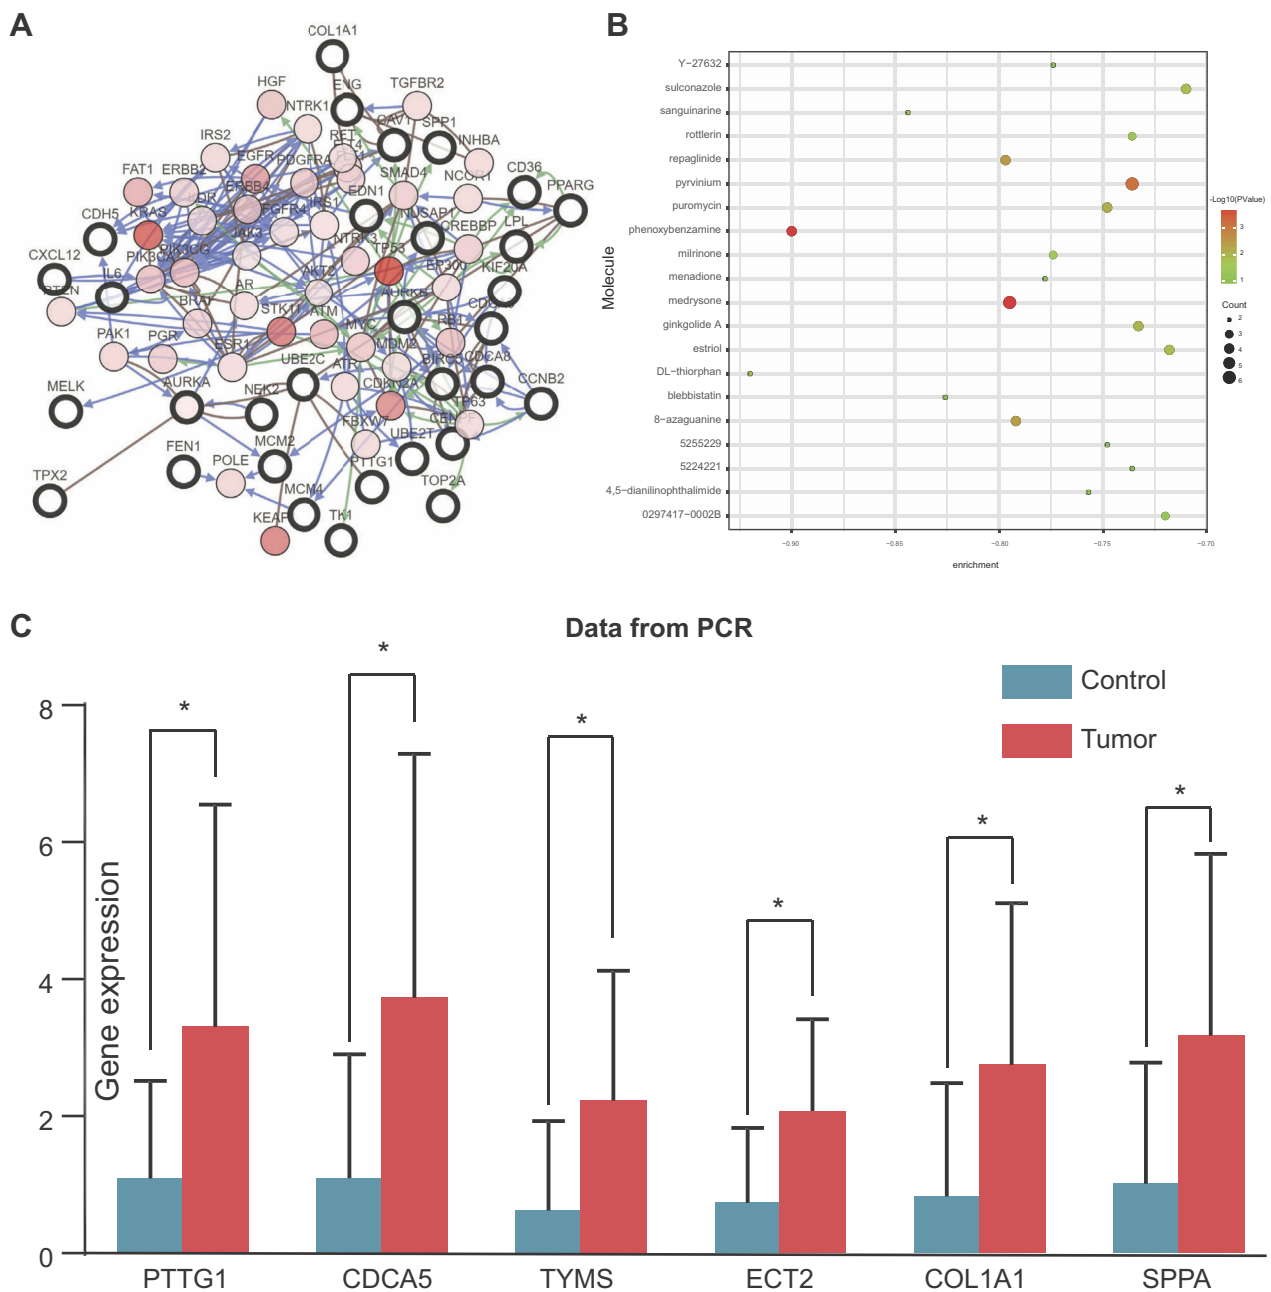 A
COL1A1
HGF
TGFBR2
NTRK1
CAV1
SPP1
IRS2
RET
INHBA
EGFR
PDGFRA
FAT1
ERBB2
CD36
SMAD4
NCOR1
PPARG
ERBB4
KDR
IRS1
EDN1
KRAS
FGFR4
NUSAP1
LPL
CDH5
CREBBP
JAK3
NTRK3
PIK3CG
TP53
CXCL12
PIK3CA
KIF20A
IL6
AKT2
EP300
PTEN
AR
AURKB
BRAF
STK11
ATM
RB1
MYC
PAK1
PGR
ESR1
MDM2
UBE2C
ATR
BIRC5
CDCA8
MELK
AURKA
NEK2
CDKN2A
CCNB2
TP63
FBXW7
CENPF
UBE2T
FEN1
MCM2
POLE
PTTG1
TPX2
TOP2A
MCM4
KEAP
TK1
B
Molecule
Y−27632
sulconazole
sanguinarine
rottlerin
repaglinide
pyrvinium
puromycin
phenoxybenzamine
milrinone
menadione
medrysone
ginkgolide A
estriol
DL−thiorphan
blebbistatin
8−azaguanine
5255229
5224221
4,5−dianilinophthalimide
0297417−0002B
−0.90 −0.85 −0.80 −0.75 −0.70
enrichment
-Log10(PValue)
3
2
1
Count
2
3
4
5
6
C
Data from PCR
Control
Tumor
Gene expression
8
6
4
2
0
* * * * * *
PTTG1 CDCA5 TYMS ECT2 COL1A1 SPPA